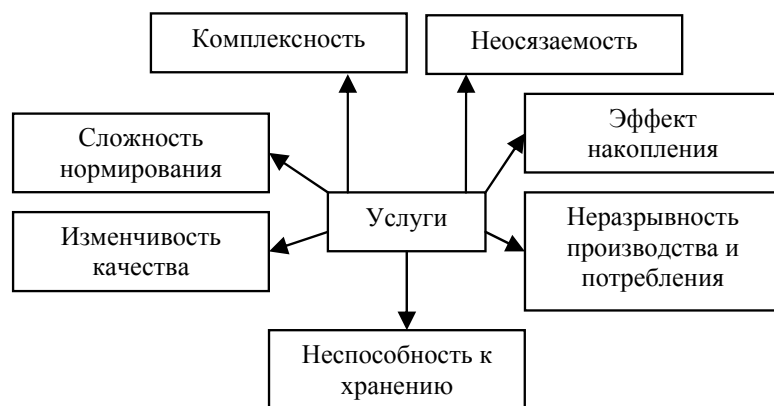 Комплексность
Неосязаемость
Сложность
нормирования
Эффект
накопления
Услуги
Изменчивость
качества
Неразрывность
производства и
потребления
Неспособность к
хранению